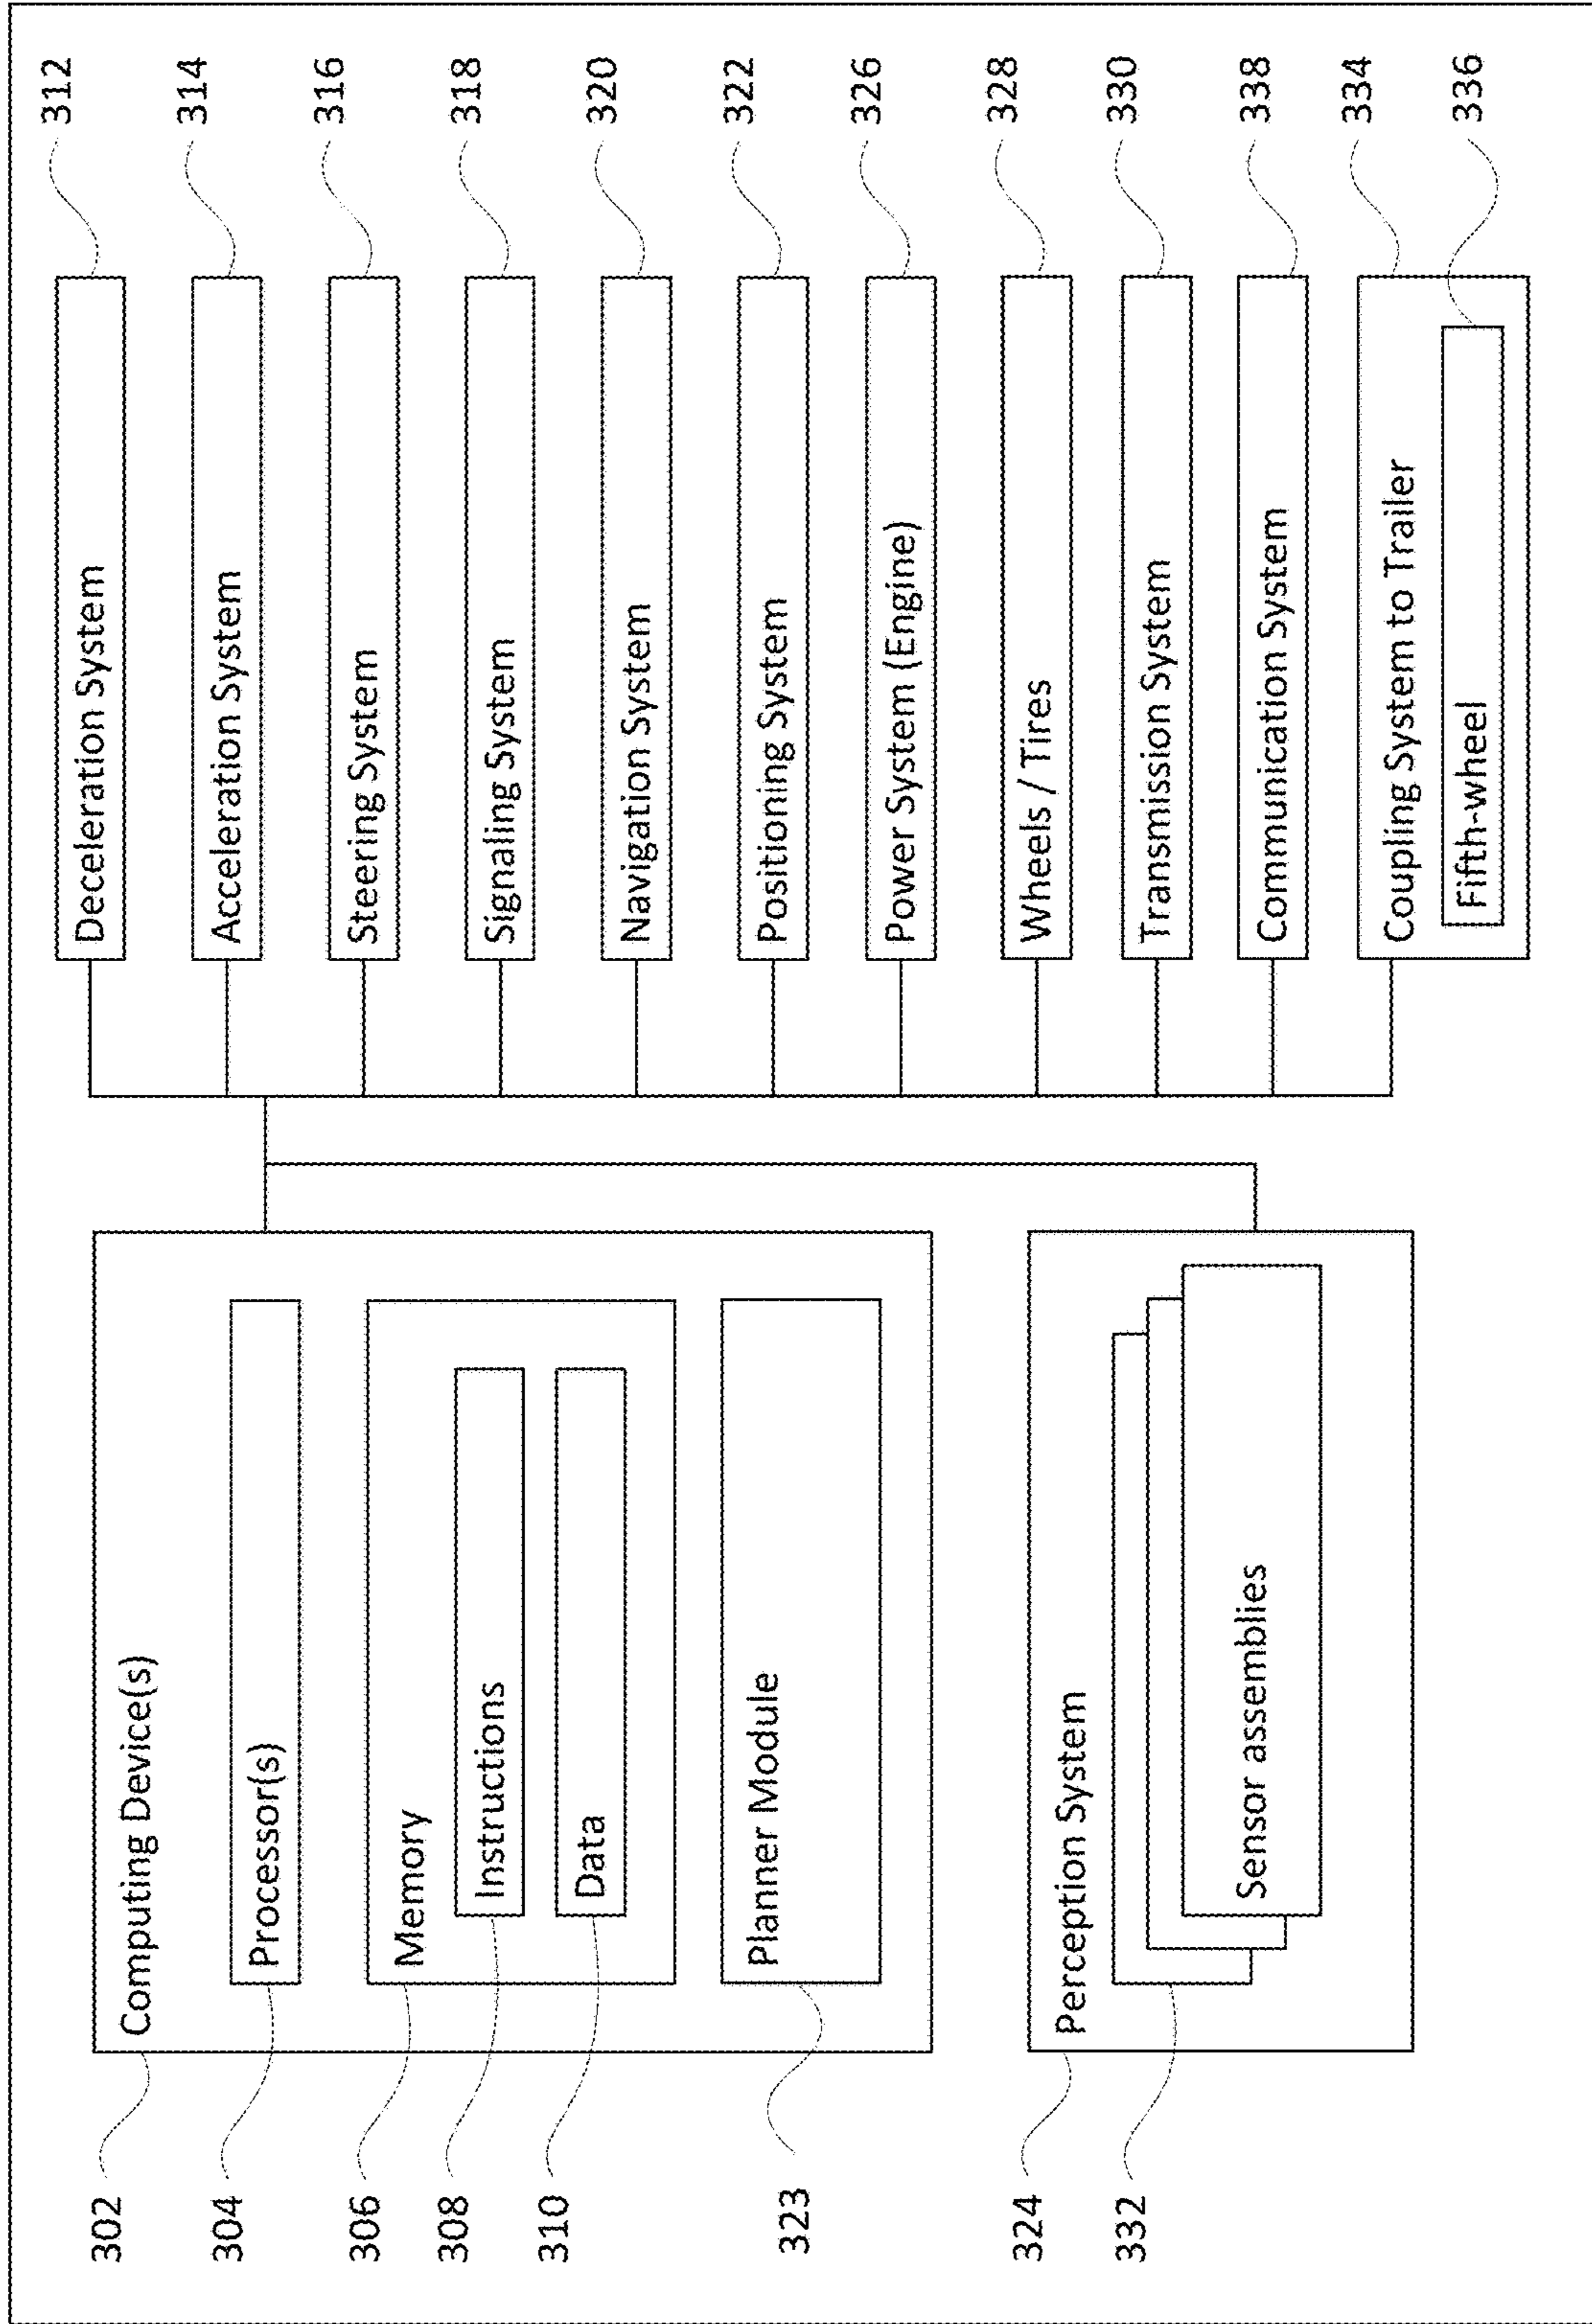 302
Computing Device(s)
304
Processor(s)
306
Memory
308
Instructions
310
Data
323
Planner Module
324
Perception System
332
Sensor assemblies
Deceleration System
312
Acceleration System
314
Steering System
316
Signaling System
318
Navigation System
320
Positioning System
322
Power System (Engine)
326
Wheels / Tires
328
Transmission System
330
Communication System
338
Coupling System to Trailer
334
Fifth-wheel
336